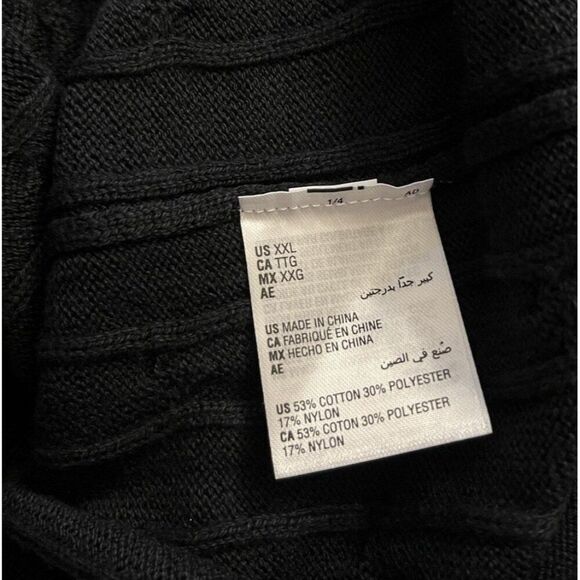 1/4
US XXL
CA TTG
MX XXG
AE كبير جدًا بدرجتين
US MADE IN CHINA
CA FABRIQUÉ EN CHINE
MX HECHO EN CHINA
AE صُنع في الصين
US 53% COTTON 30% POLYESTER
17% NYLON
CA 53% COTON 30% POLYESTER
17% NYLON